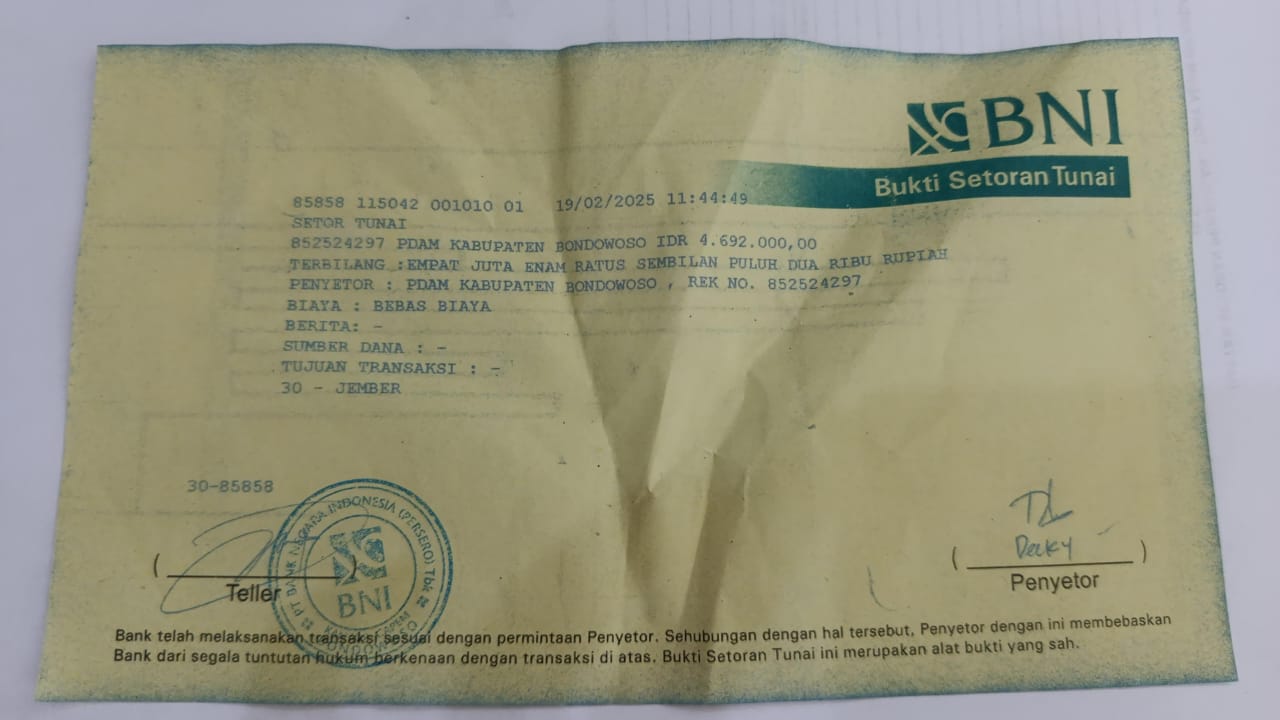 BNI
Bukti Setoran Tunai
85858 115042 001010 01 19/02/2025 11:44:49
SETOR TUNAI
852524297 PDAM KABUPATEN BONDOWOSO IDR 4.692.000,00
TERBILANG :EMPAT JUTA ENAM RATUS SEMBILAN PULUH DUA RIBU RUPIAH
PENYETOR : PDAM KABUPATEN BONDOWOSO , REK NO. 852524297
BIAYA : BEBAS BIAYA
BERITA: -
SUMBER DANA : -
TUJUAN TRANSAKSI : -
30 - JEMBER
30-85858
( )
Teller
PT BANK NEGARA INDONESIA (PERSERO) Tbk
BNI
BONDOWOSO
( Decky )
Penyetor
Bank telah melaksanakan transaksi sesuai dengan permintaan Penyetor. Sehubungan dengan hal tersebut, Penyetor dengan ini membebaskan
Bank dari segala tuntutan hukum berkenaan dengan transaksi di atas. Bukti Setoran Tunai ini merupakan alat bukti yang sah.